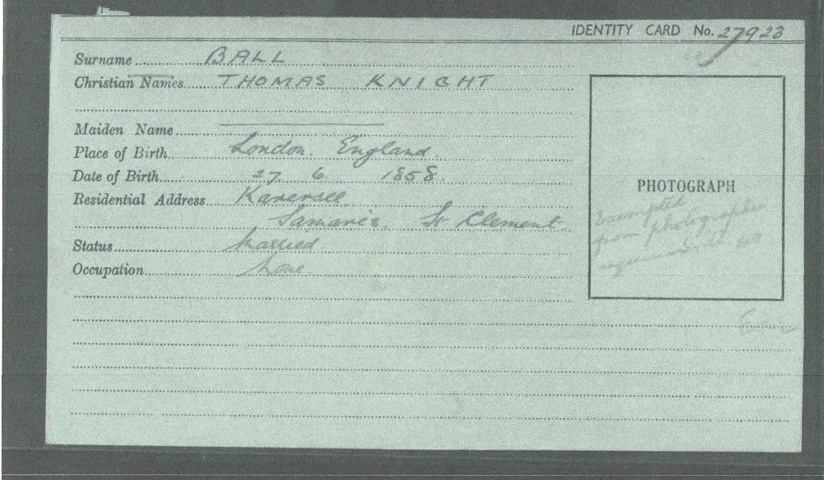 IDENTITY CARD No. 27923
Surname BALL
Christian Names THOMAS KNIGHT
Maiden Name
Place of Birth London. England.
Date of Birth 27 6. 1858.
Residential Address
Samarès. St Clement
Status Married
Occupation None
PHOTOGRAPH
Exempted
from photographic
requirements